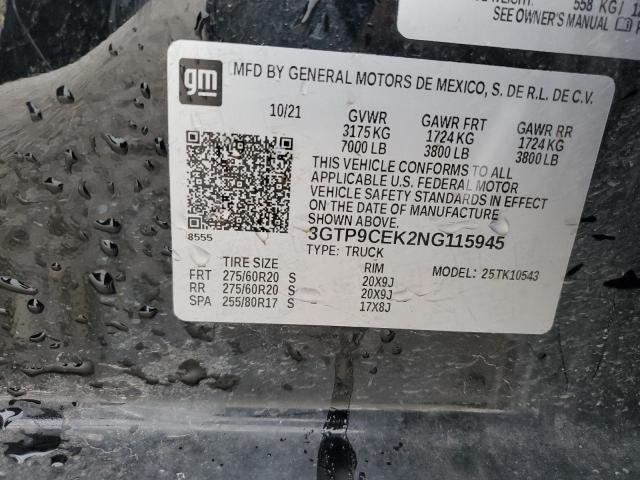 558 KG/
SEE OWNER'S MANUAL
gm
MFD BY GENERAL MOTORS DE MEXICO, S. DE R.L. DE C.V.
10/21 GVWR GAWR FRT GAWR RR
3175 KG 1724 KG 1724 KG
7000 LB 3800 LB 3800 LB
THIS VEHICLE CONFORMS TO ALL
APPLICABLE U.S. FEDERAL MOTOR
VEHICLE SAFETY STANDARDS IN EFFECT
ON THE DATE OF MANUFACTURE
SHOWN ABOVE.
8555 3GTP9CEK2NG115945
TYPE: TRUCK
TIRE SIZE RIM MODEL: 25TK10543
FRT 275/60R20 S 20X9J
RR 275/60R20 S 20X9J
SPA 255/80R17 S 17X8J